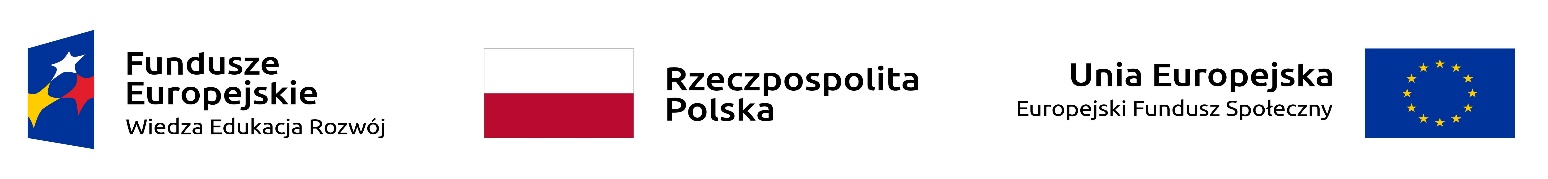 Fundusze
Europejskie
Wiedza Edukacja Rozwój
Rzeczpospolita
Polska
Unia Europejska
Europejski Fundusz Społeczny